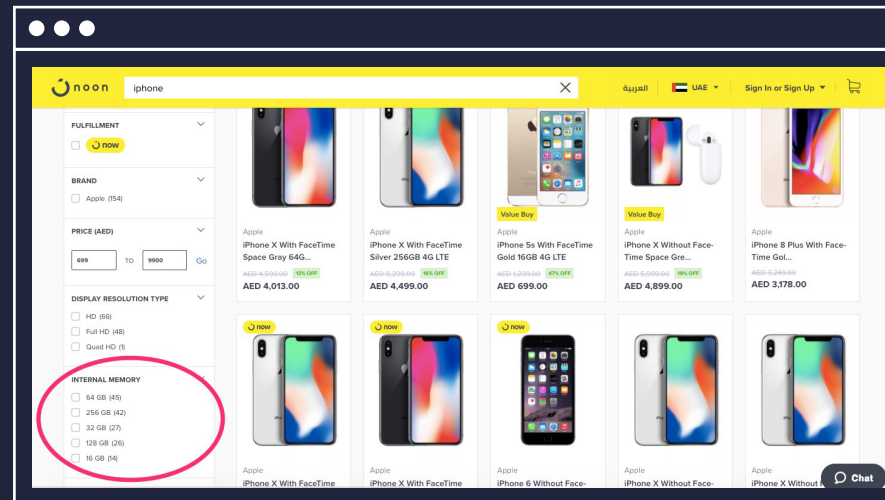 noon
iphone
العربية
UAE
Sign In or Sign Up
FULFILLMENT
now
BRAND
Apple (154)
PRICE (AED)
699 TO 9900 Go
DISPLAY RESOLUTION TYPE
HD (66)
Full HD (48)
Quad HD (1)
INTERNAL MEMORY
64 GB (45)
256 GB (42)
32 GB (27)
128 GB (26)
16 GB (14)
Apple
iPhone X With FaceTime
Space Gray 64G...
AED 4,599.00 13% OFF
AED 4,013.00
Apple
iPhone X With FaceTime
Silver 256GB 4G LTE
AED 5,299.00 16% OFF
AED 4,499.00
Value Buy
Apple
iPhone 5s With FaceTime
Gold 16GB 4G LTE
AED 1,299.00 47% OFF
AED 699.00
Value Buy
Apple
iPhone X Without Face-
Time Space Gre...
AED 5,999.00 19% OFF
AED 4,899.00
Apple
iPhone 8 Plus With Face-
Time Gol...
AED 3,249.00
AED 3,178.00
now
Apple
iPhone X With FaceTime
now
Apple
iPhone X With FaceTime
now
Apple
iPhone 6 Without Face-
Apple
iPhone X Without Face-
Apple
iPhone X Without
Chat